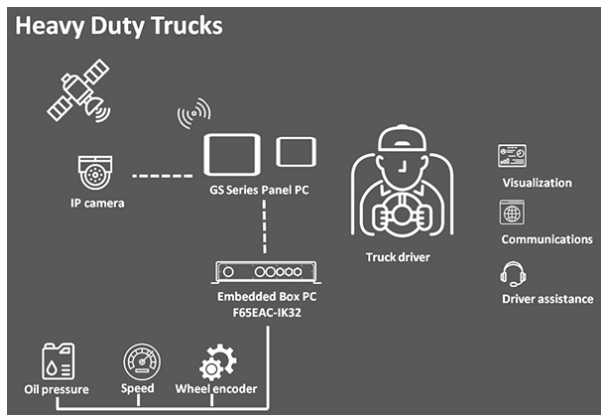 Heavy Duty Trucks
IP camera
GS Series Panel PC
Truck driver
Visualization
Communications
Driver assistance
Embedded Box PC
F65EAC-IK32
Oil pressure
Speed
Wheel encoder